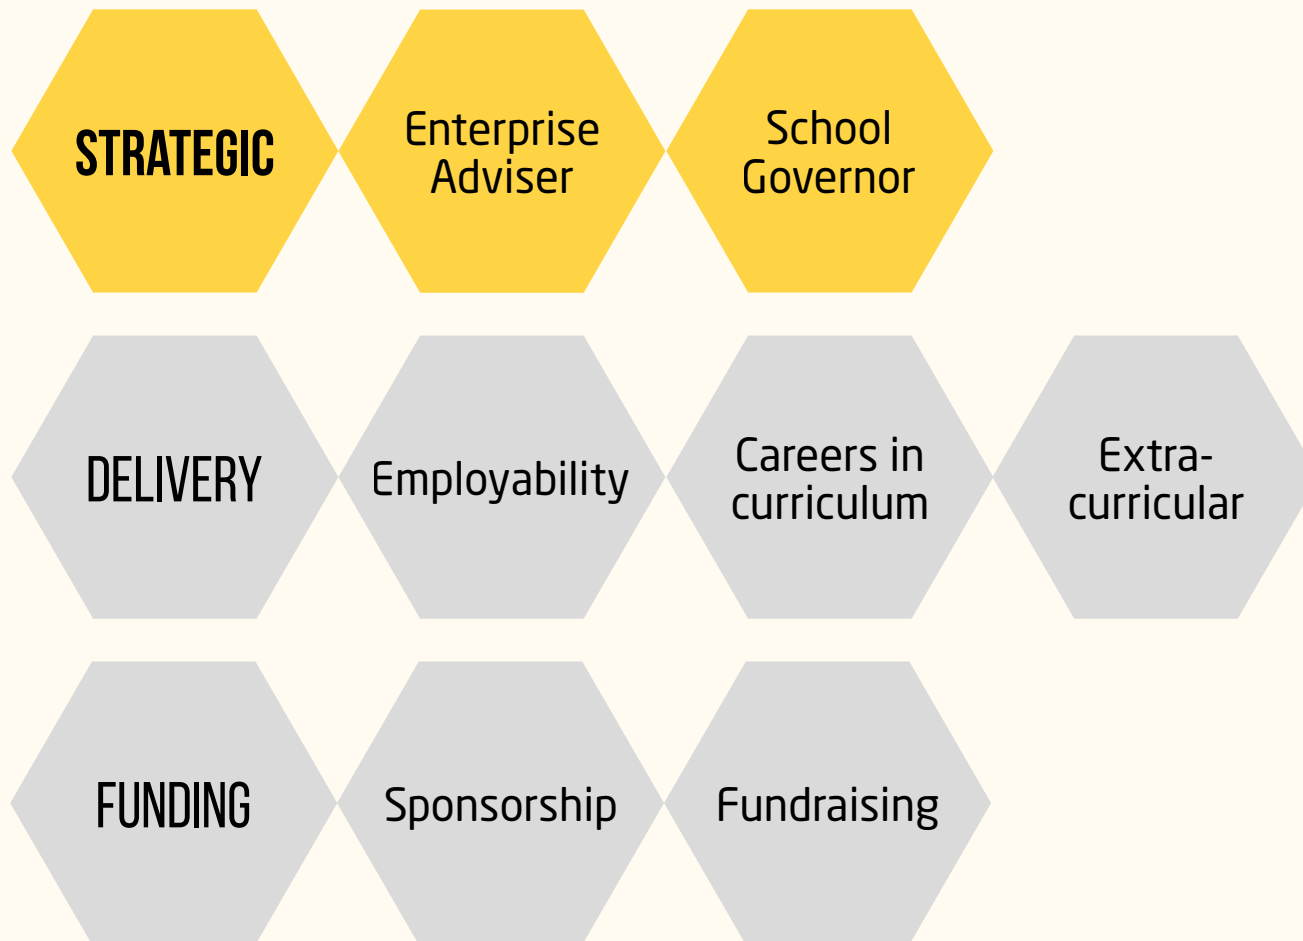 STRATEGIC
Enterprise
Adviser
School
Governor
DELIVERY
Employability
Careers in
curriculum
Extra-
curricular
FUNDING
Sponsorship
Fundraising